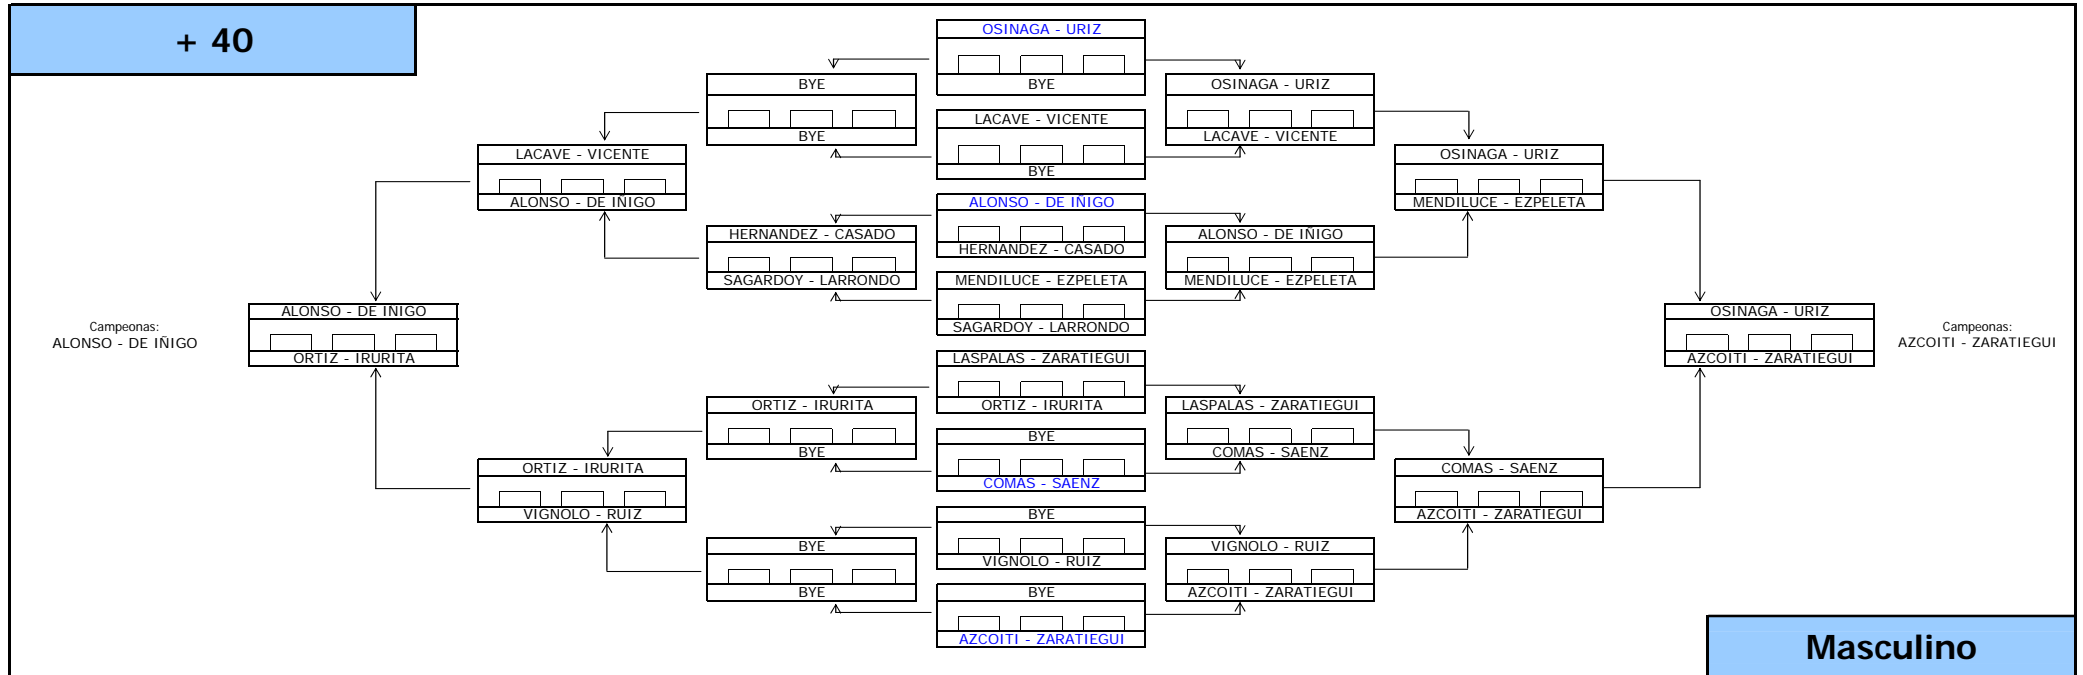 + 40
OSINAGA - URIZ
BYE
LACAVE - VICENTE
BYE
ALONSO - DE IÑIGO
HERNANDEZ - CASADO
MENDILUCE - EZPELETA
SAGARDOY - LARRONDO
LASPALAS - ZARATIEGUI
ORTIZ - IRURITA
BYE
COMAS - SAENZ
BYE
VIGNOLO - RUIZ
BYE
AZCOITI - ZARATIEGUI
BYE
BYE
HERNANDEZ - CASADO
SAGARDOY - LARRONDO
ORTIZ - IRURITA
BYE
BYE
BYE
LACAVE - VICENTE
ALONSO - DE IÑIGO
ORTIZ - IRURITA
VIGNOLO - RUIZ
ALONSO - DE IÑIGO
ORTIZ - IRURITA
Campeonas:
ALONSO - DE IÑIGO
OSINAGA - URIZ
LACAVE - VICENTE
ALONSO - DE IÑIGO
MENDILUCE - EZPELETA
LASPALAS - ZARATIEGUI
COMAS - SAENZ
VIGNOLO - RUIZ
AZCOITI - ZARATIEGUI
OSINAGA - URIZ
MENDILUCE - EZPELETA
COMAS - SAENZ
AZCOITI - ZARATIEGUI
OSINAGA - URIZ
AZCOITI - ZARATIEGUI
Campeonas:
AZCOITI - ZARATIEGUI
Masculino